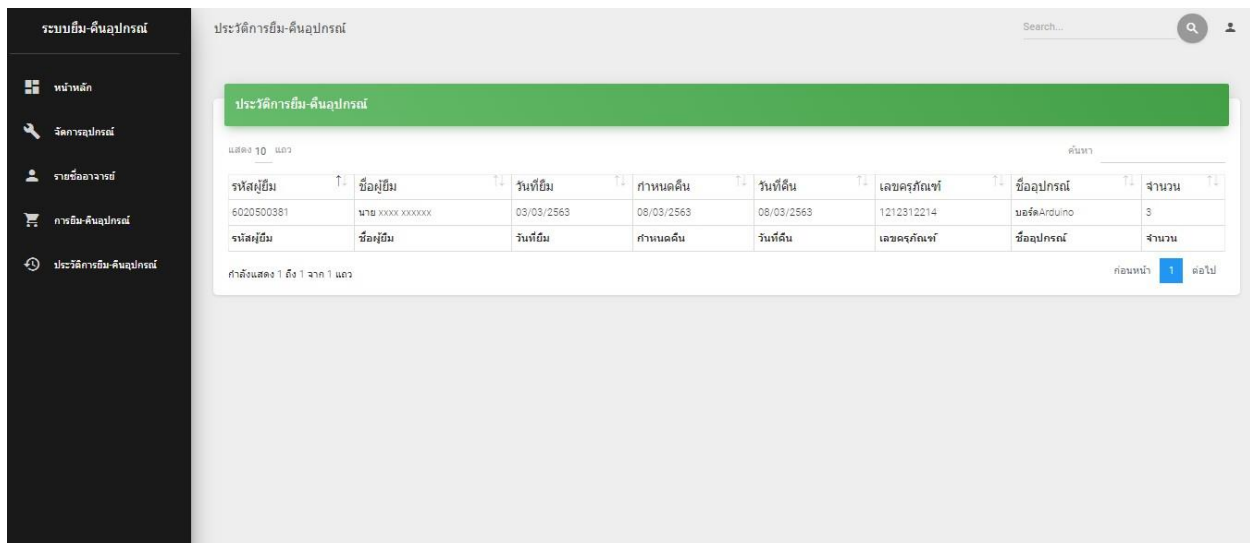 ระบบยืม-คืนอุปกรณ์
ประวัติการยืม-คืนอุปกรณ์
Search...
หน้าหลัก
จัดการอุปกรณ์
รายชื่ออาจารย์
การยืม-คืนอุปกรณ์
ประวัติการยืม-คืนอุปกรณ์
ประวัติการยืม-คืนอุปกรณ์
แสดง 10 แถว ค้นหา
รหัสผู้ยืม ชื่อผู้ยืม วันที่ยืม กำหนดคืน วันที่คืน เลขครุภัณฑ์ ชื่ออุปกรณ์ จำนวน
6020500381 นาย xxxx xxxxxx 03/03/2563 08/03/2563 08/03/2563 1212312214 บอร์ดArduino 3
รหัสผู้ยืม ชื่อผู้ยืม วันที่ยืม กำหนดคืน วันที่คืน เลขครุภัณฑ์ ชื่ออุปกรณ์ จำนวน
กำลังแสดง 1 ถึง 1 จาก 1 แถว ก่อนหน้า 1 ต่อไป